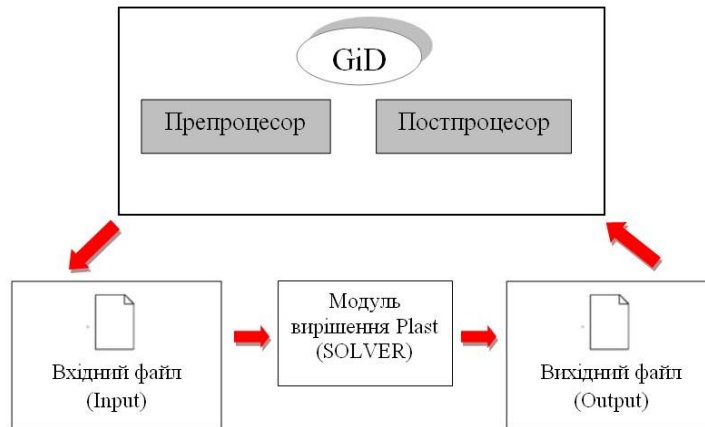 GiD
Препроцесор
Постпроцесор
Вхідний файл
(Input)
Модуль
вирішення Plast
(SOLVER)
Вихідний файл
(Output)